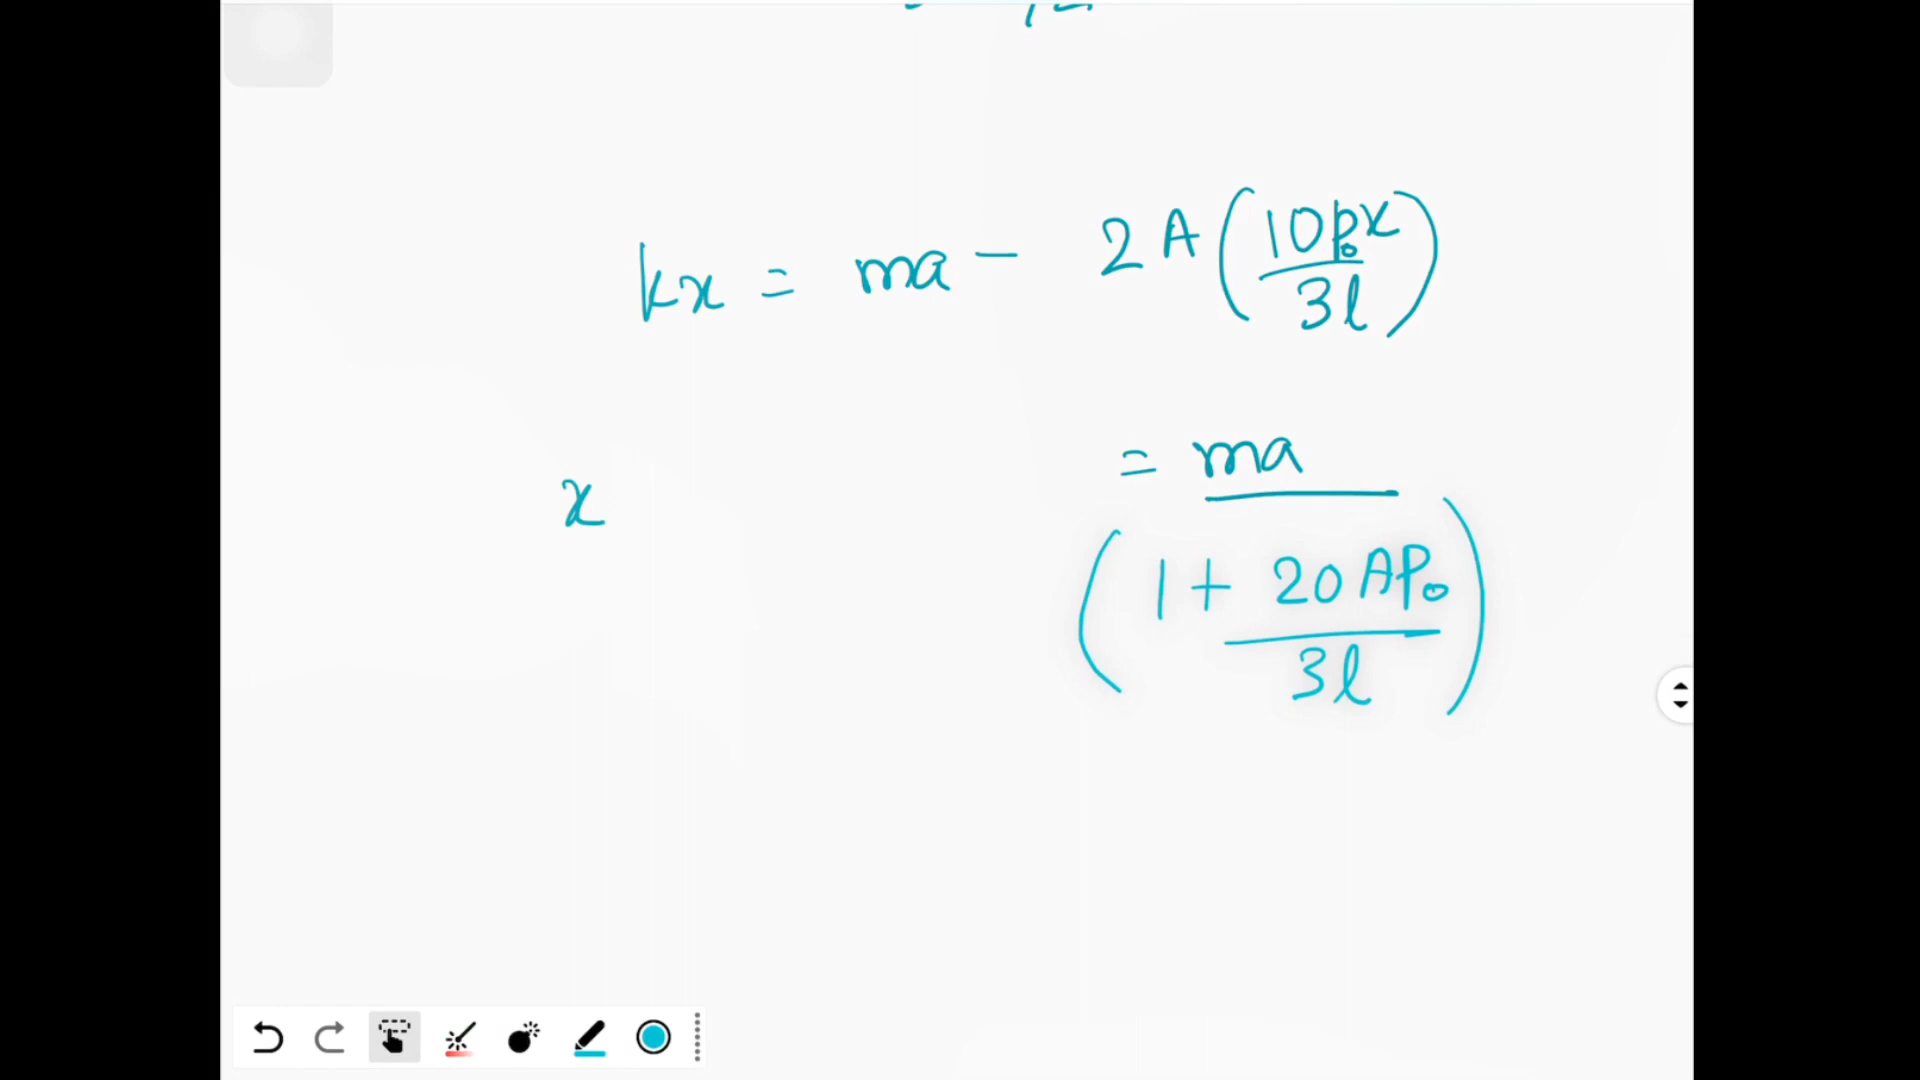 kx = ma - 2A(10p₀x/3l)
x = ma/(1 + 20AP₀/3l)